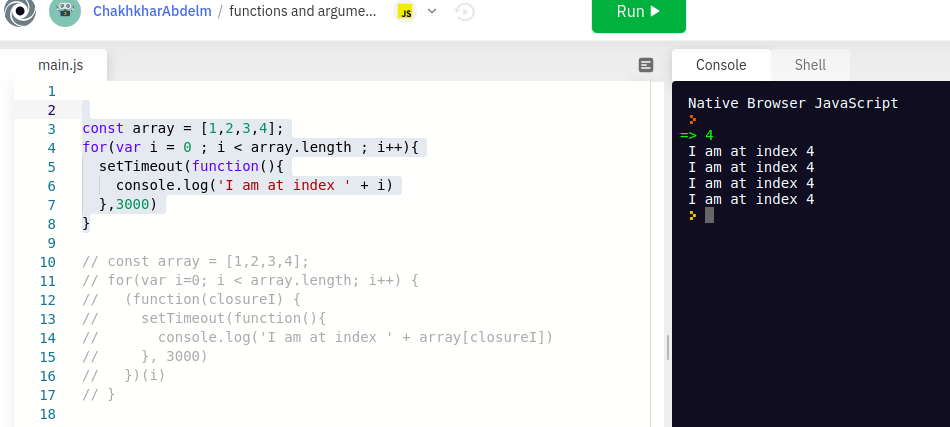 ChakhkharAbdelm / functions and argume... JS Run
main.js
Console Shell
1
2
3 const array = [1,2,3,4];
4 for(var i = 0 ; i < array.length ; i++){
5 setTimeout(function(){
6 console.log('I am at index ' + i)
7 },3000)
8 }
9
10 // const array = [1,2,3,4];
11 // for(var i=0; i < array.length; i++) {
12 // (function(closureI) {
13 // setTimeout(function(){
14 // console.log('I am at index ' + array[closureI])
15 // }, 3000)
16 // })(i)
17 // }
18
Native Browser JavaScript
=> 4
I am at index 4
I am at index 4
I am at index 4
I am at index 4